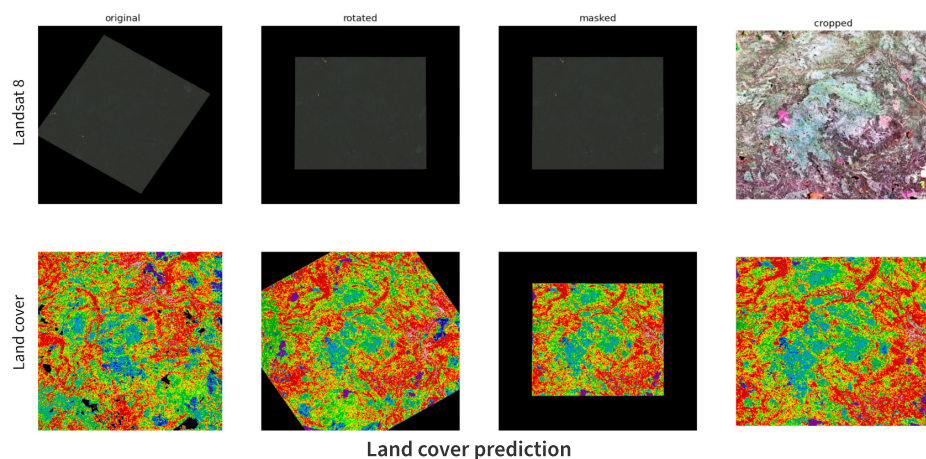 original
rotated
masked
cropped
Landsat 8
Land cover
Land cover prediction